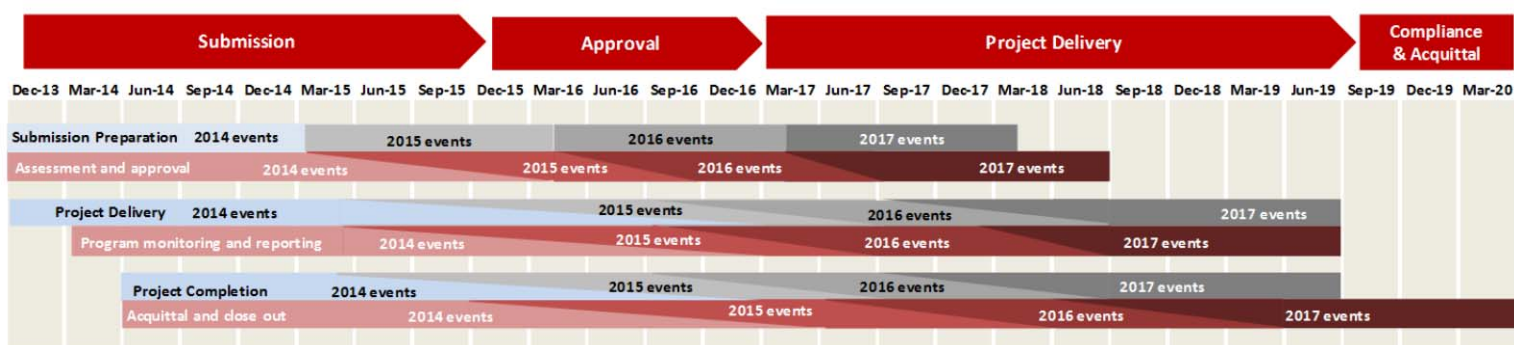 Submission
Approval
Project Delivery
Compliance
& Acquittal
Dec-13 Mar-14 Jun-14 Sep-14 Dec-14 Mar-15 Jun-15 Sep-15 Dec-15 Mar-16 Jun-16 Sep-16 Dec-16 Mar-17 Jun-17 Sep-17 Dec-17 Mar-18 Jun-18 Sep-18 Dec-18 Mar-19 Jun-19 Sep-19 Dec-19 Mar-20
Submission Preparation 2014 events 2015 events 2016 events 2017 events
Assessment and approval 2014 events 2015 events 2016 events 2017 events
Project Delivery 2014 events 2015 events 2016 events 2017 events
Program monitoring and reporting 2014 events 2015 events 2016 events 2017 events
Project Completion 2014 events 2015 events 2016 events 2017 events
Acquittal and close out 2014 events 2015 events 2016 events 2017 events